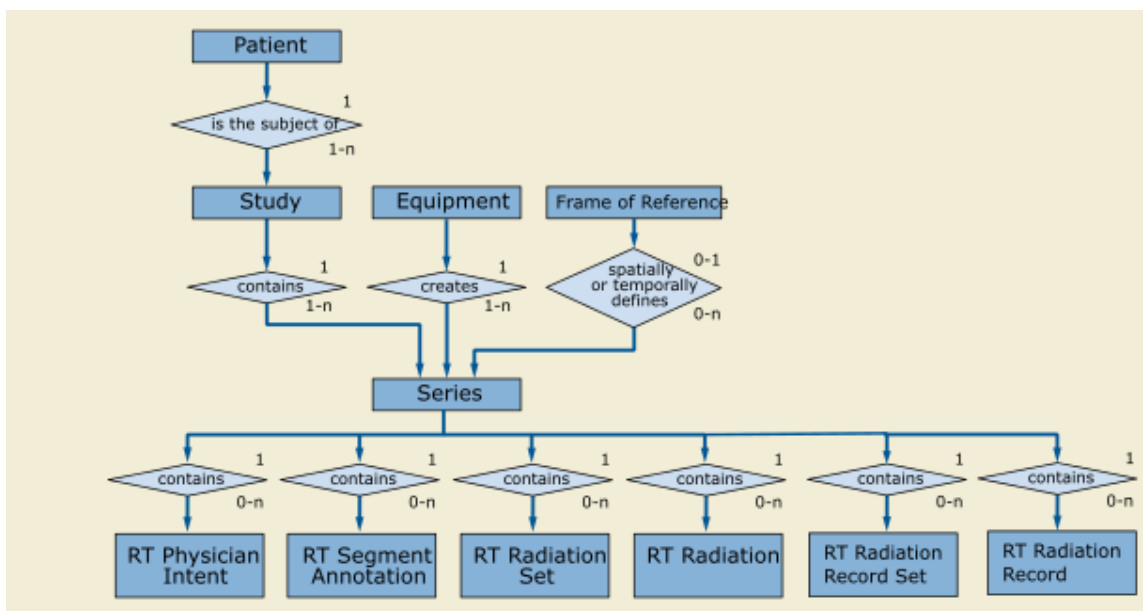 Patient
1
is the subject of
1-n
Study
Equipment
Frame of Reference
1
contains
1-n
1
creates
1-n
0-1
spatially
or temporally
defines
0-n
Series
1
contains
0-n
1
contains
0-n
1
contains
0-n
1
contains
0-n
1
contains
0-n
1
contains
0-n
RT Physician
Intent
RT Segment
Annotation
RT Radiation
Set
RT Radiation
RT Radiation
Record Set
RT Radiation
Record